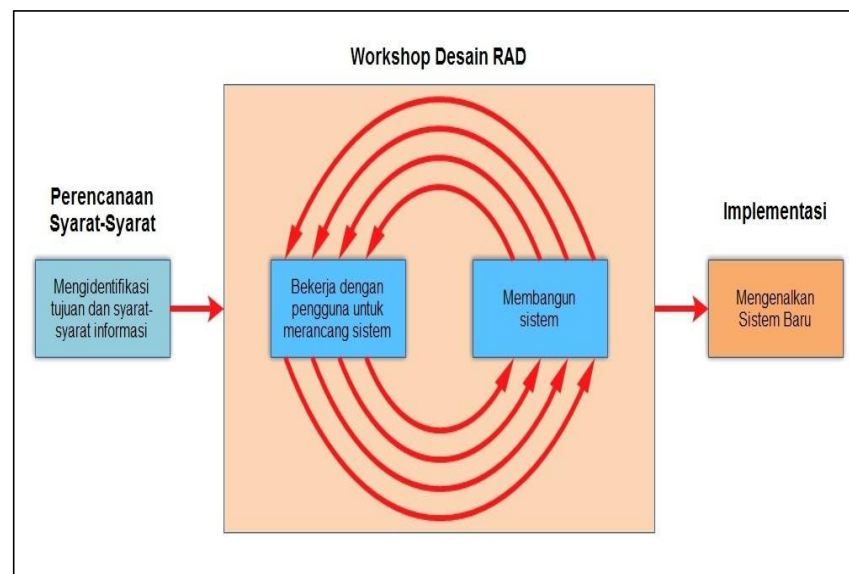 Workshop Desain RAD
Perencanaan
Syarat-Syarat
Mengidentifikasi
tujuan dan syarat-
syarat informasi
Bekerja dengan
pengguna untuk
merancang sistem
Membangun
sistem
Implementasi
Mengenalkan
Sistem Baru